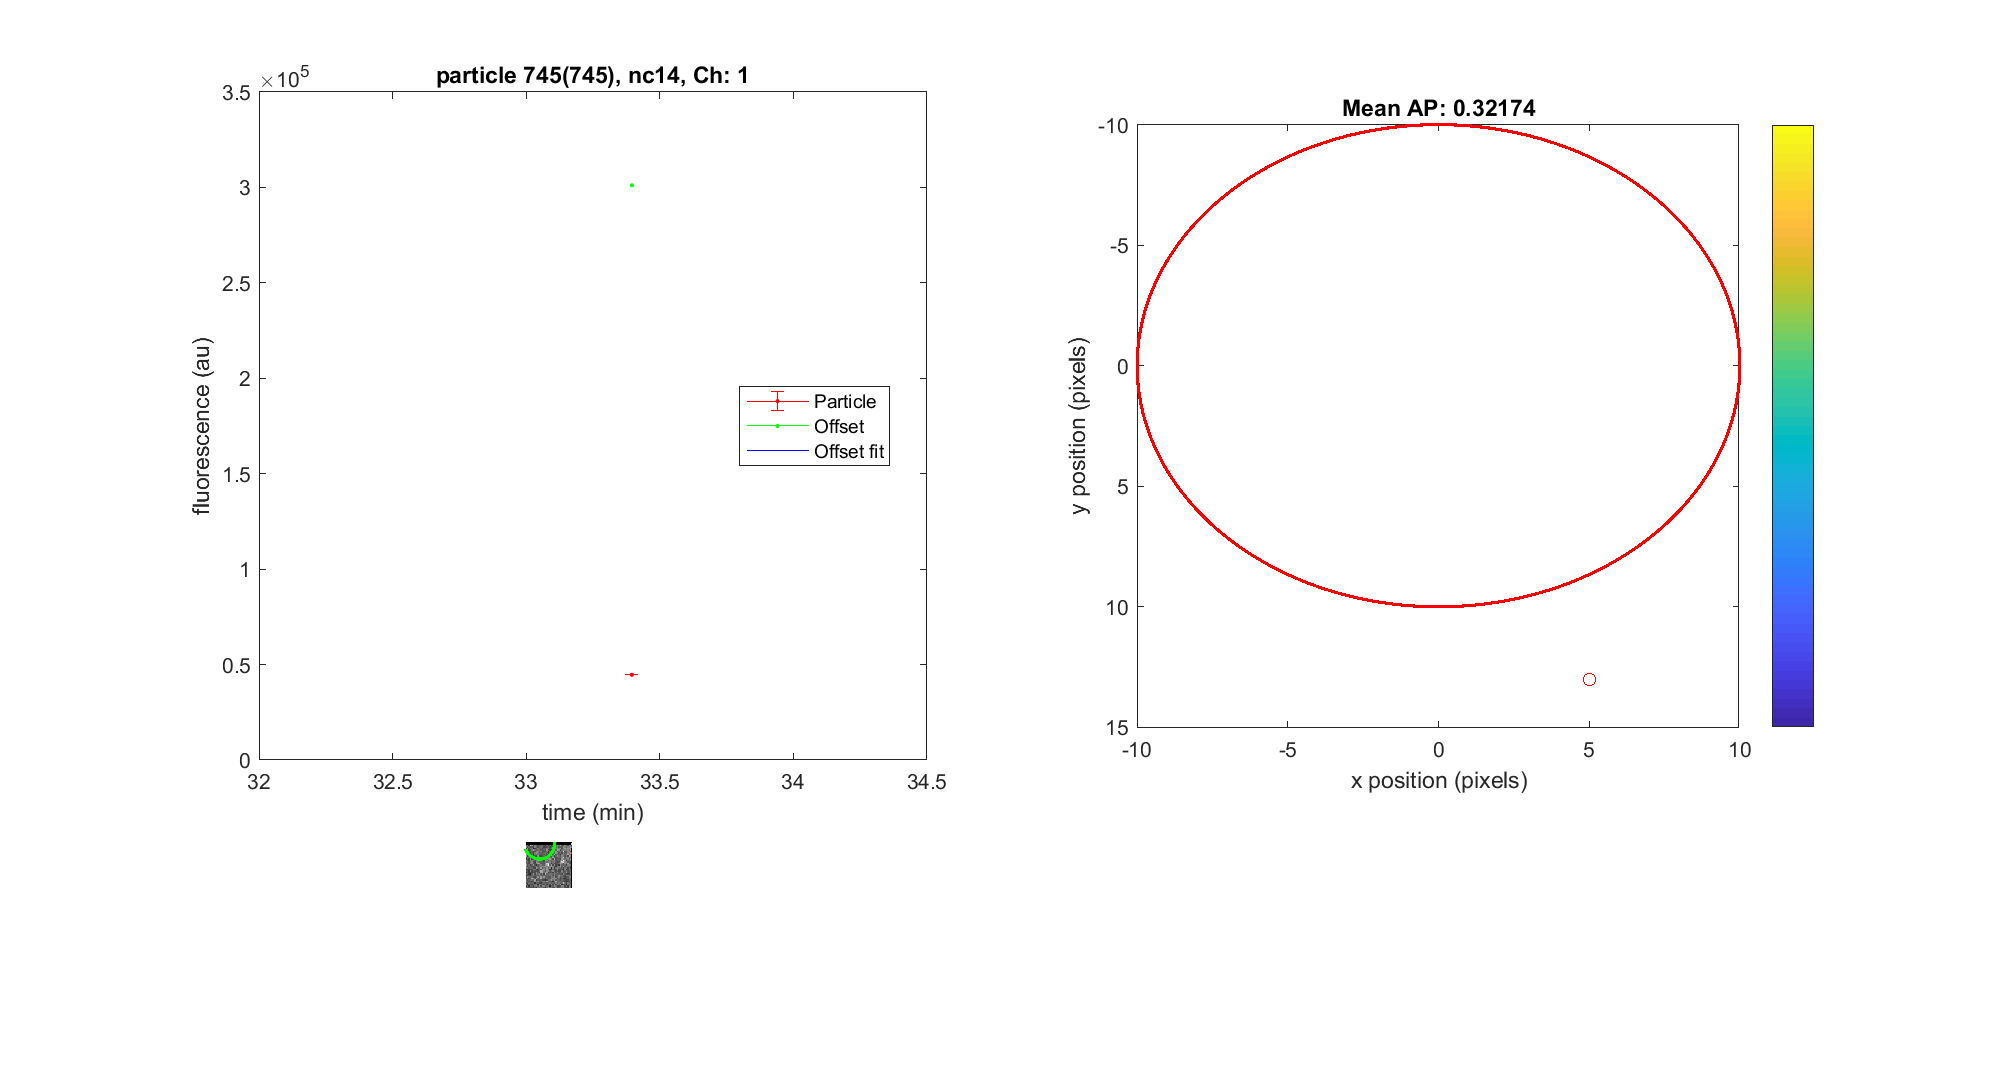 particle 745(745), nc14, Ch: 1
×10^5
3.5
3
2.5
2
1.5
1
0.5
0
32
32.5
33
33.5
34
34.5
time (min)
fluorescence (au)
Particle
Offset
Offset fit
Mean AP: 0.32174
-10
-5
0
5
10
15
-10
-5
0
5
10
x position (pixels)
y position (pixels)